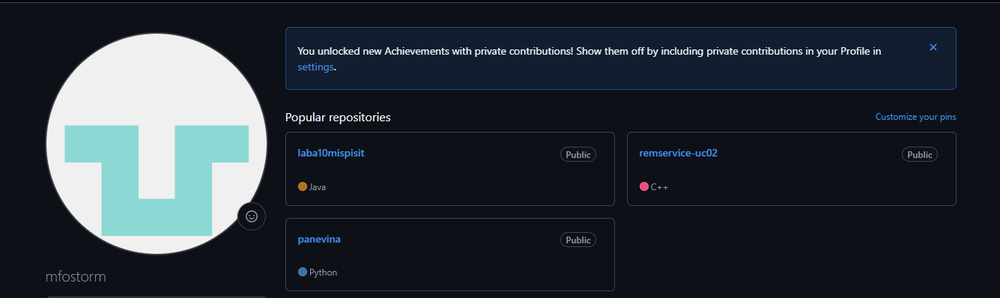 You unlocked new Achievements with private contributions! Show them off by including private contributions in your Profile in
settings.
Popular repositories
Customize your pins
laba10mispisit
Public
Java
remservice-uc02
Public
C++
panevina
Public
Python
mfostorm